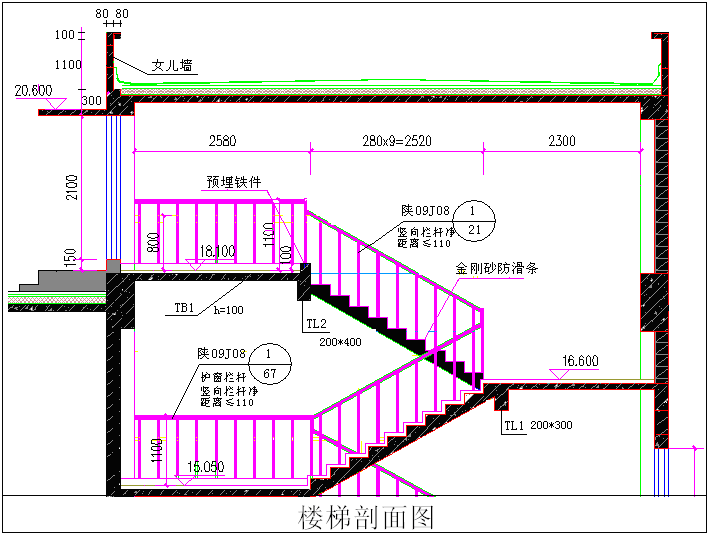 80 80
100
1100
女儿墙
20.600
300
2580
280x9=2520
2300
预埋铁件
2100
陕09J08
1
21
竖向栏杆净
距离≤110
1100
800
18.100
100
150
金刚砂防滑条
TB1 h=100
TL2
200*400
陕09J08
1
67
护窗栏杆
竖向栏杆净
距离≤110
16.600
TL1 200*300
1100
15.050
楼梯剖面图